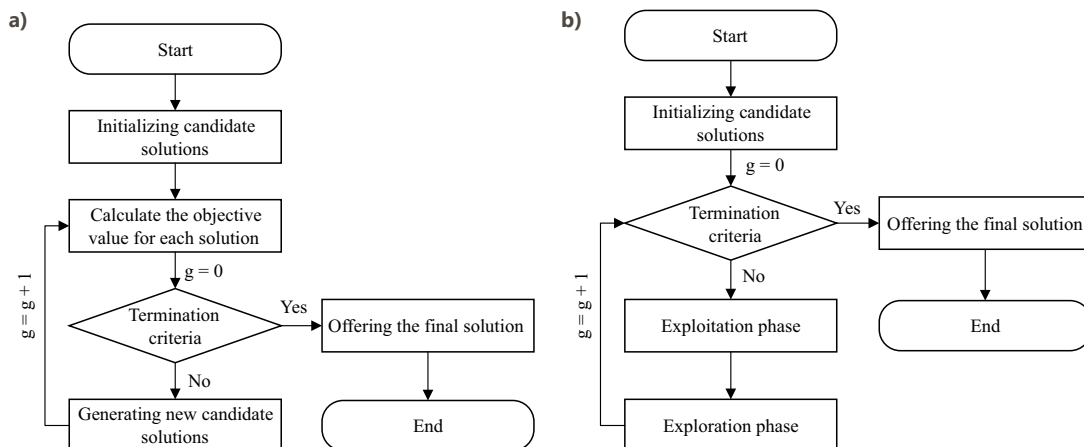 a)
Start
Initializing candidate
solutions
Calculate the objective
value for each solution
g = 0
g = g + 1
Termination
criteria
Yes
Offering the final solution
No
Generating new candidate
solutions
End
b)
Start
Initializing candidate
solutions
g = 0
Termination
criteria
Yes
Offering the final solution
No
g = g + 1
Exploitation phase
End
Exploration phase